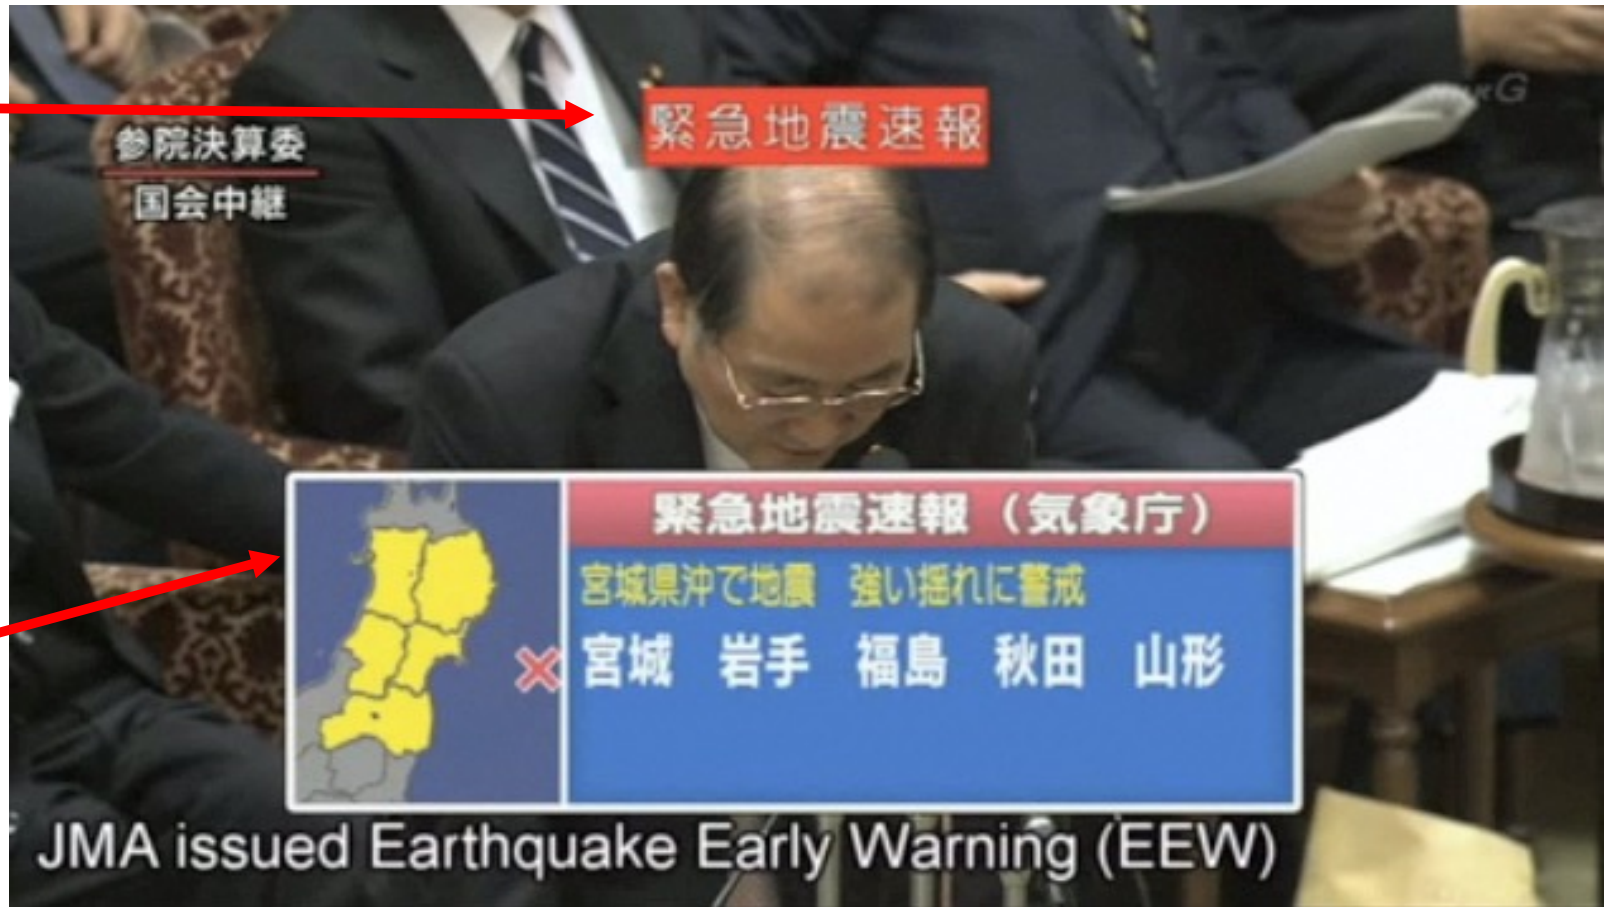 緊急地震速報
参院決算委
国会中継
緊急地震速報（気象庁）
宮城県沖で地震　強い揺れに警戒
宮城　岩手　福島　秋田　山形
JMA issued Earthquake Early Warning (EEW)